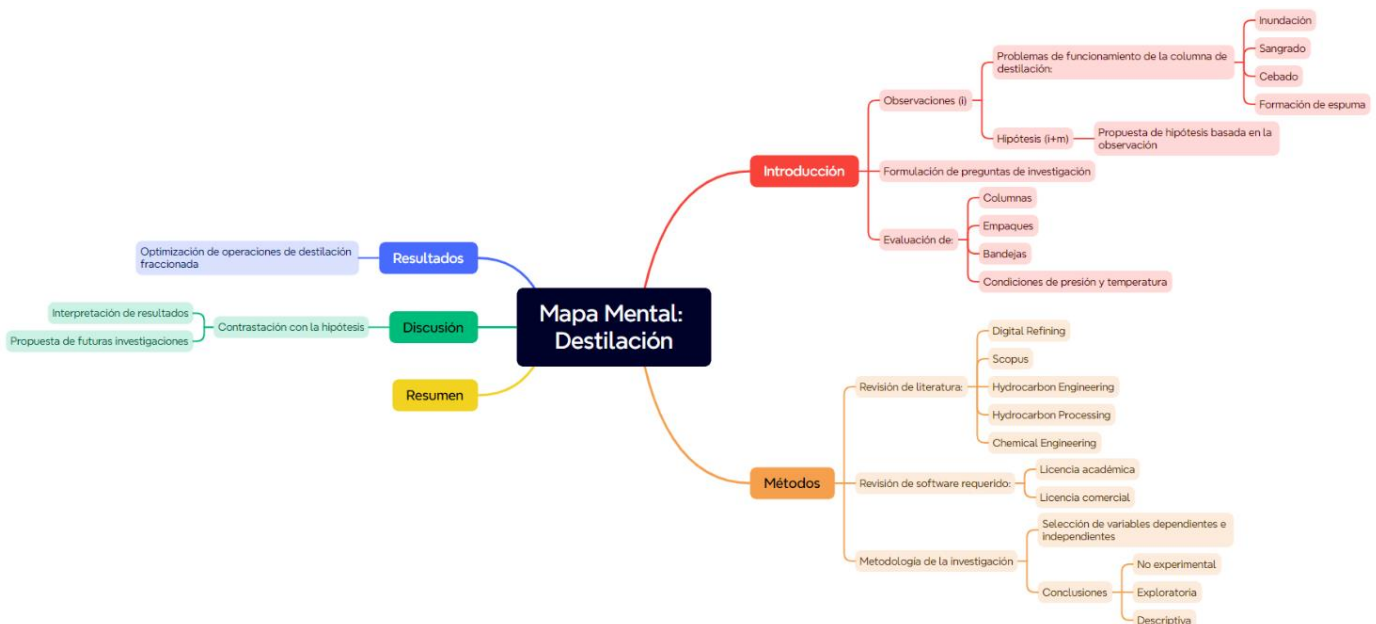 Mapa Mental:
Destilación
Introducción
Observaciones (i)
Problemas de funcionamiento de la columna de
destilación:
Inundación
Sangrado
Cebado
Formación de espuma
Hipótesis (i+m)
Propuesta de hipótesis basada en la
observación
Formulación de preguntas de investigación
Evaluación de:
Columnas
Empaques
Bandejas
Condiciones de presión y temperatura
Métodos
Revisión de literatura:
Digital Refining
Scopus
Hydrocarbon Engineering
Hydrocarbon Processing
Chemical Engineering
Revisión de software requerido:
Licencia académica
Licencia comercial
Metodología de la investigación
Selección de variables dependientes e
independientes
Conclusiones
No experimental
Exploratoria
Descriptiva
Resultados
Optimización de operaciones de destilación
fraccionada
Discusión
Contrastación con la hipótesis
Interpretación de resultados
Propuesta de futuras investigaciones
Resumen